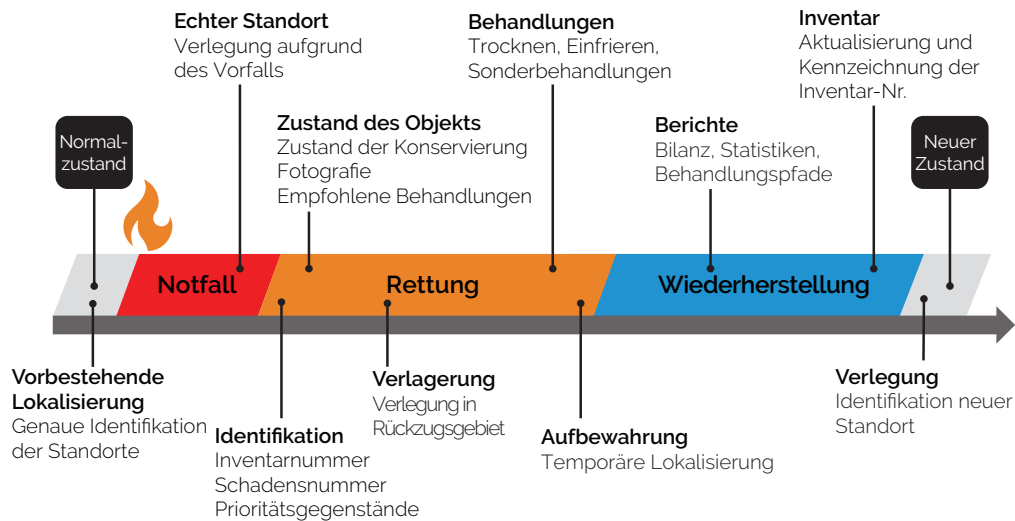 Echter Standort
Verlegung aufgrund
des Vorfalls
Behandlungen
Trocknen, Einfrieren,
Sonderbehandlungen
Inventar
Aktualisierung und
Kennzeichnung der
Inventar-Nr.
Normal-
zustand
Zustand des Objekts
Zustand der Konservierung
Fotografie
Empfohlene Behandlungen
Berichte
Bilanz, Statistiken,
Behandlungspfade
Neuer
Zustand
Notfall
Rettung
Wiederherstellung
Vorbestehende
Lokalisierung
Genaue Identifikation
der Standorte
Identifikation
Inventarnummer
Schadensnummer
Prioritätsgegenstände
Verlagerung
Verlegung in
Rückzugsgebiet
Aufbewahrung
Temporäre Lokalisierung
Verlegung
Identifikation neuer
Standort